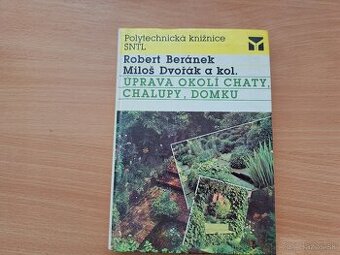 Polytechnická knižnice
SNTL
Robert Beránek
Miloš Dvořák a kol.
ÚPRAVA OKOLÍ CHATY,
CHALUPY, DOMKU